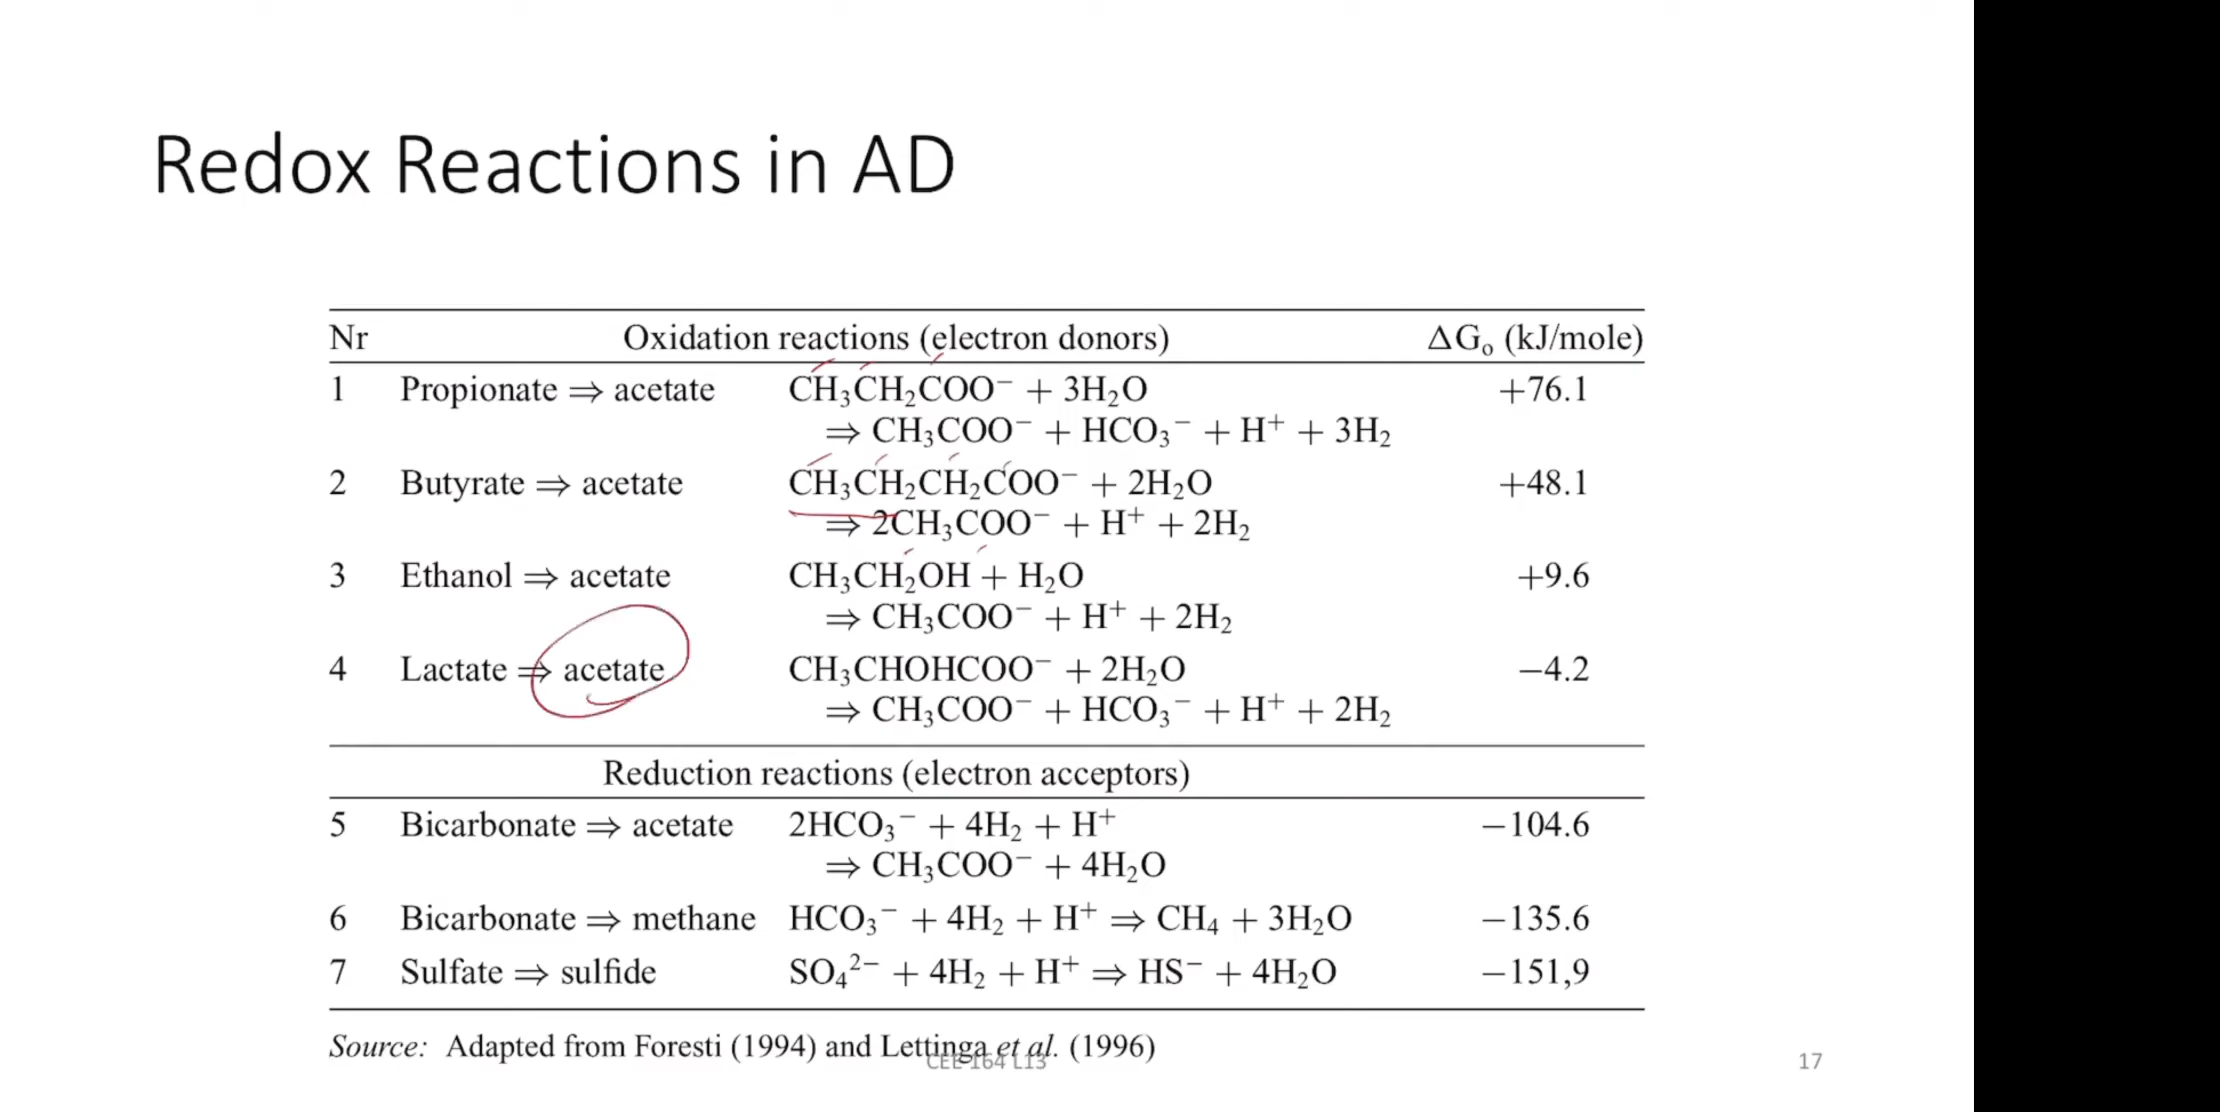 Redox Reactions in AD
Nr Oxidation reactions (electron donors) ΔG₀ (kJ/mole)
1 Propionate ⇒ acetate CH₃CH₂COO⁻ + 3H₂O +76.1
⇒ CH₃COO⁻ + HCO₃⁻ + H⁺ + 3H₂
2 Butyrate ⇒ acetate CH₃CH₂CH₂COO⁻ + 2H₂O +48.1
⇒ 2CH₃COO⁻ + H⁺ + 2H₂
3 Ethanol ⇒ acetate CH₃CH₂OH + H₂O +9.6
⇒ CH₃COO⁻ + H⁺ + 2H₂
4 Lactate ⇒ acetate CH₃CHOHCOO⁻ + 2H₂O −4.2
⇒ CH₃COO⁻ + HCO₃⁻ + H⁺ + 2H₂
Reduction reactions (electron acceptors)
5 Bicarbonate ⇒ acetate 2HCO₃⁻ + 4H₂ + H⁺ −104.6
⇒ CH₃COO⁻ + 4H₂O
6 Bicarbonate ⇒ methane HCO₃⁻ + 4H₂ + H⁺ ⇒ CH₄ + 3H₂O −135.6
7 Sulfate ⇒ sulfide SO₄²⁻ + 4H₂ + H⁺ ⇒ HS⁻ + 4H₂O −151,9
Source: Adapted from Foresti (1994) and Lettinga et al. (1996)
CEE 164 L13 17